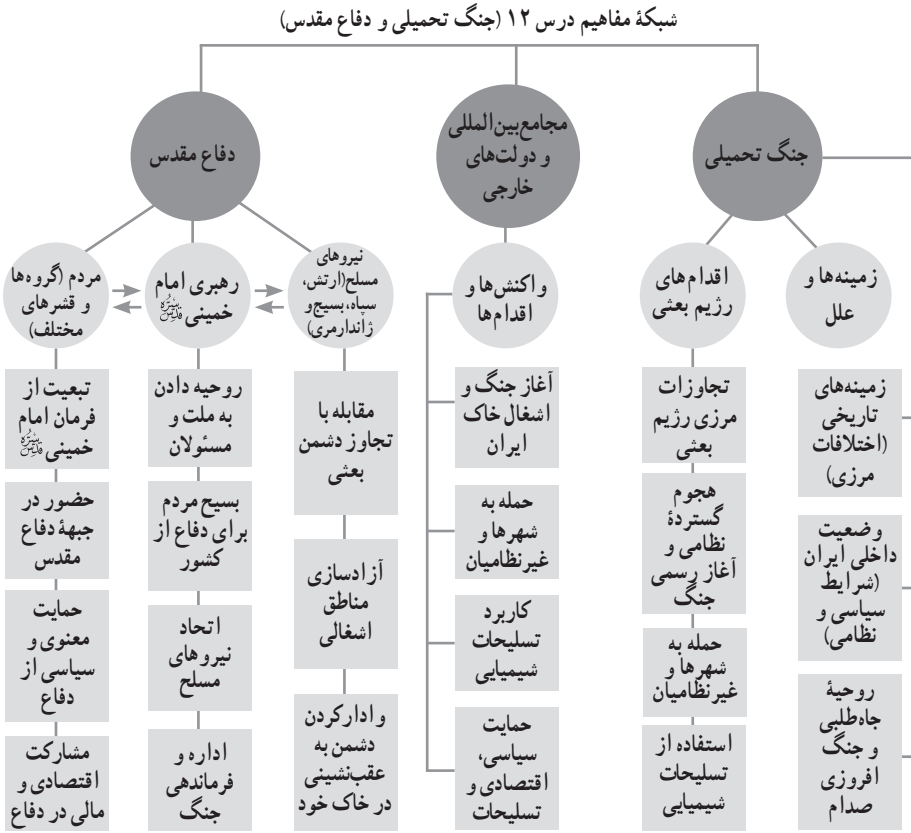 شبکهٔ مفاهیم درس ۱۲ (جنگ تحمیلی و دفاع مقدس)
جنگ تحمیلی
مجامع بین‌المللی
و دولت‌های
خارجی
دفاع مقدس
زمینه‌ها و
علل
زمینه‌های
تاریخی
(اختلافات
مرزی)
وضعیت
داخلی ایران
(شرایط
سیاسی و
نظامی)
روحیهٔ
جاه‌طلبی
و جنگ
افروزی
صدام
اقدام‌های
رژیم بعثی
تجاوزات
مرزی رژیم
بعثی
هجوم
گستردهٔ
نظامی و
آغاز رسمی
جنگ
حمله به
شهرها و
غیرنظامیان
استفاده از
تسلیحات
شیمیایی
واکنش‌ها و
اقدام‌ها
آغاز جنگ و
اشغال خاک
ایران
حمله به
شهرها و
غیرنظامیان
کاربرد
تسلیحات
شیمیایی
حمایت
سیاسی،
اقتصادی و
تسلیحات
نیروهای
مسلح(ارتش،
سپاه، بسیج و
ژاندارمری)
مقابله با
تجاوز دشمن
بعثی
آزادسازی
مناطق
اشغالی
وادارکردن
دشمن به
عقب‌نشینی
در خاک خود
رهبری امام
خمینی قدس سره
روحیه دادن
به ملت و
مسئولان
بسیج مردم
برای دفاع از
کشور
اتحاد
نیروهای
مسلح
اداره و
فرماندهی
جنگ
مردم (گروه‌ها
و قشرهای
مختلف)
تبعیت از
فرمان امام
خمینی قدس سره
حضور در
جبههٔ دفاع
مقدس
حمایت
معنوی و
سیاسی از
دفاع
مشارکت
اقتصادی و
مالی در دفاع